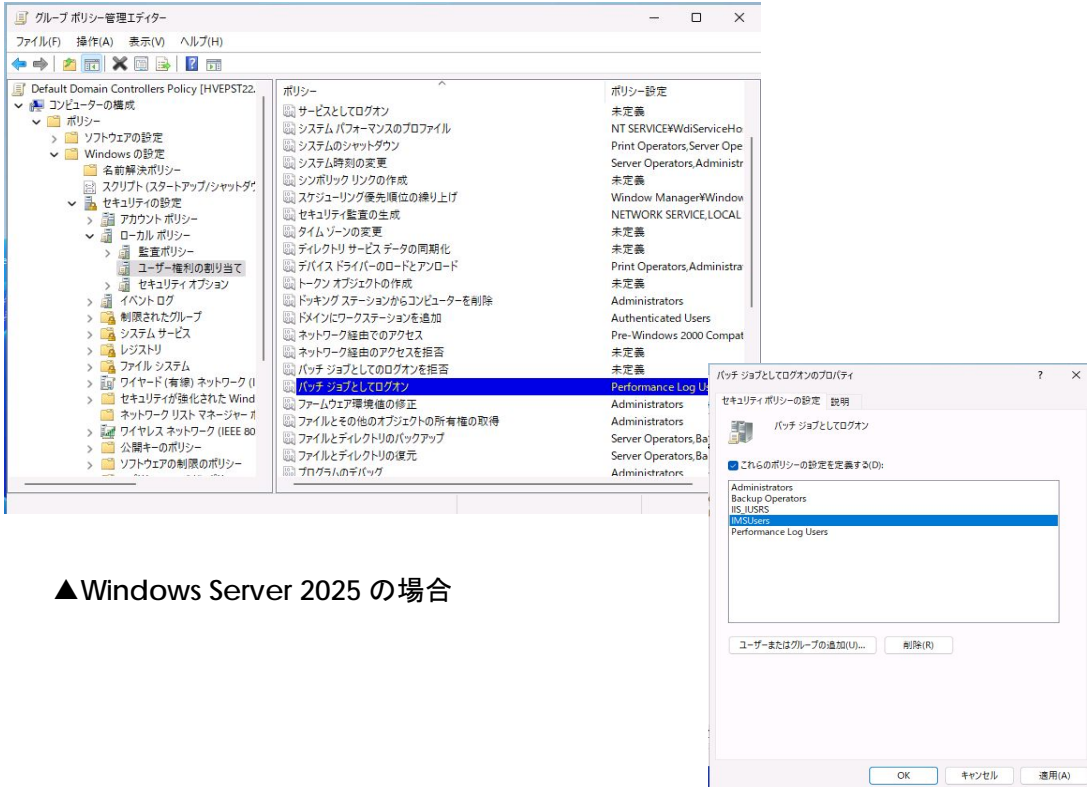 グループ ポリシー管理エディター
ファイル(F) 操作(A) 表示(V) ヘルプ(H)
Default Domain Controllers Policy [HVEPST22.
コンピューターの構成
ポリシー
ソフトウェアの設定
Windows の設定
名前解決ポリシー
スクリプト (スタートアップ/シャットダウ
セキュリティの設定
アカウント ポリシー
ローカル ポリシー
監査ポリシー
ユーザー権利の割り当て
セキュリティ オプション
イベント ログ
制限されたグループ
システム サービス
レジストリ
ファイル システム
ワイヤード (有線) ネットワーク (I
セキュリティが強化された Wind
ネットワーク リスト マネージャー ポ
ワイヤレス ネットワーク (IEEE 80
公開キーのポリシー
ソフトウェアの制限のポリシー
ポリシー ポリシー設定
サービスとしてログオン 未定義
システム パフォーマンスのプロファイル NT SERVICE¥WdiServiceHo
システムのシャットダウン Print Operators,Server Ope
システム時刻の変更 Server Operators,Administr
シンボリック リンクの作成 未定義
スケジューリング優先順位の繰り上げ Window Manager¥Window
セキュリティ監査の生成 NETWORK SERVICE,LOCAL
タイム ゾーンの変更 未定義
ディレクトリ サービス データの同期化 未定義
デバイス ドライバーのロードとアンロード Print Operators,Administra
トークン オブジェクトの作成 未定義
ドッキング ステーションからコンピューターを削除 Administrators
ドメインにワークステーションを追加 Authenticated Users
ネットワーク経由でのアクセス Pre-Windows 2000 Compat
ネットワーク経由のアクセスを拒否 未定義
バッチ ジョブとしてのログオンを拒否 未定義
バッチ ジョブとしてログオン Performance Log Us
ファームウェア環境値の修正 Administrators
ファイルとその他のオブジェクトの所有権の取得 Administrators
ファイルとディレクトリのバックアップ Server Operators,Ba
ファイルとディレクトリの復元 Server Operators,Ba
プログラムのデバッグ Administrators
バッチ ジョブとしてログオンのプロパティ
セキュリティ ポリシーの設定 説明
バッチ ジョブとしてログオン
これらのポリシーの設定を定義する(D):
Administrators
Backup Operators
IIS_IUSRS
IMSUsers
Performance Log Users
ユーザーまたはグループの追加(U)... 削除(R)
OK キャンセル 適用(A)
▲Windows Server 2025 の場合